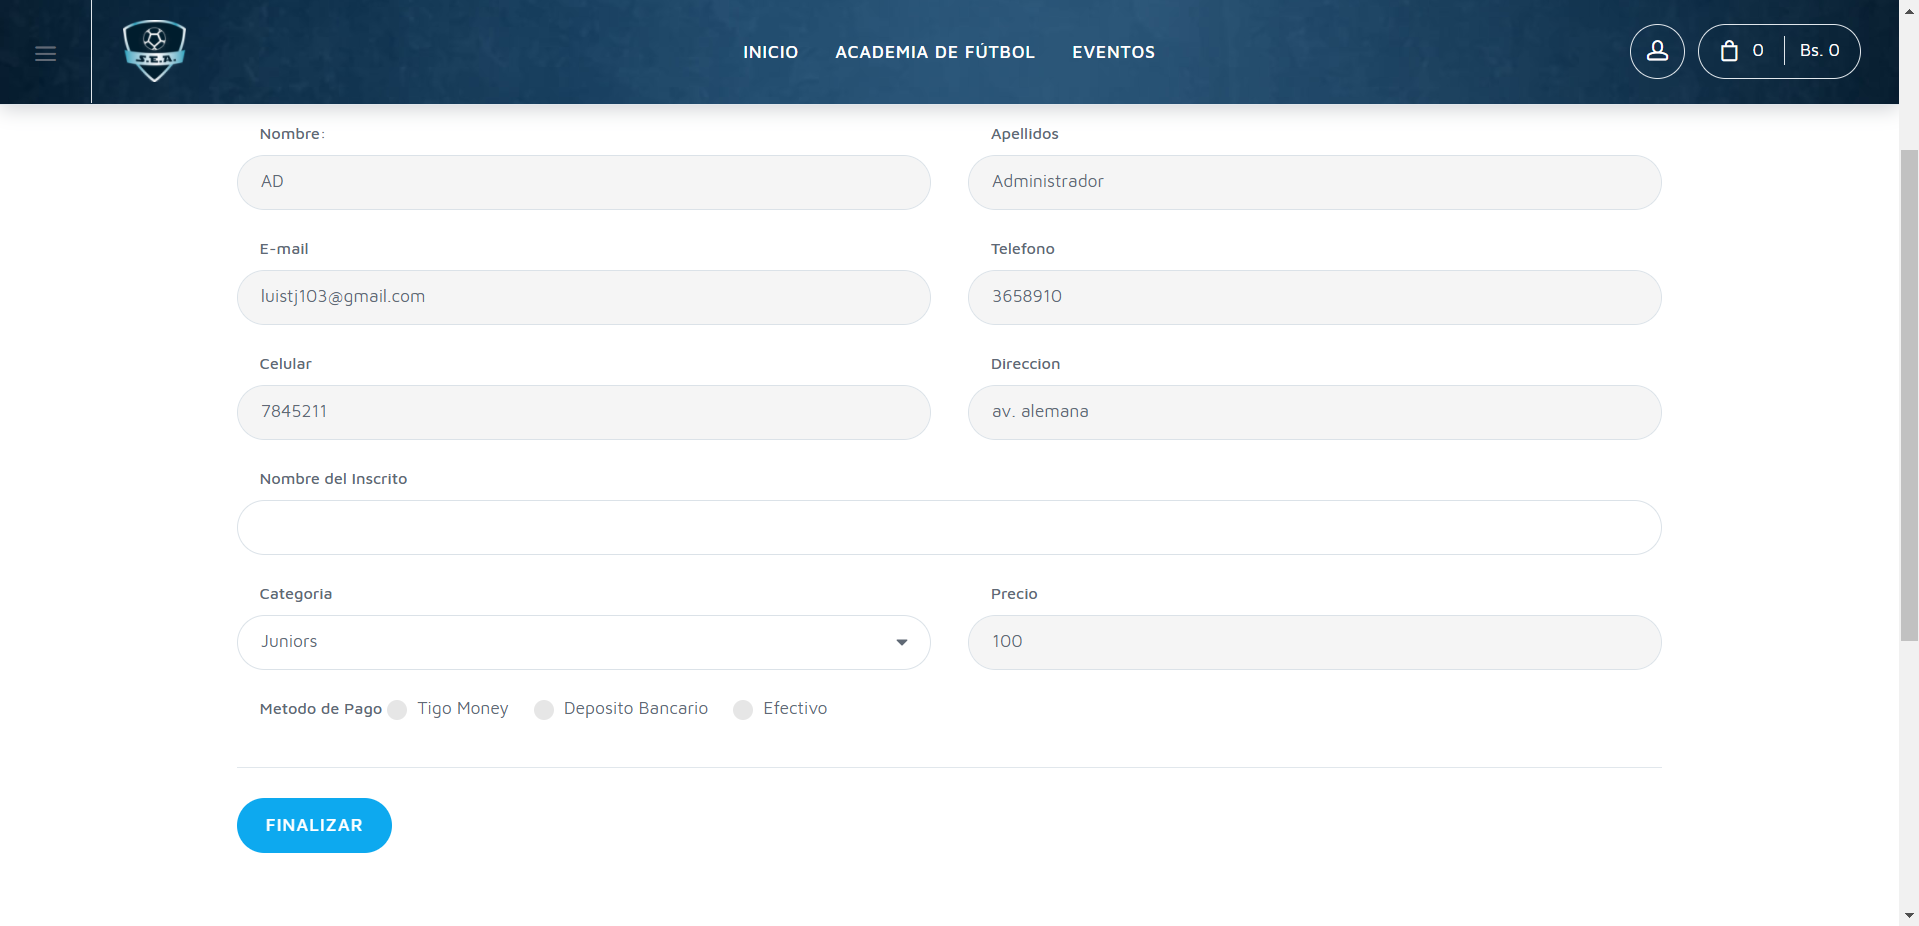 S.E.A.
INICIO ACADEMIA DE FÚTBOL EVENTOS
0 Bs. 0
Nombre: Apellidos
AD Administrador
E-mail Telefono
luistj103@gmail.com 3658910
Celular Direccion
7845211 av. alemana
Nombre del Inscrito
Categoria Precio
Juniors 100
Metodo de Pago Tigo Money Deposito Bancario Efectivo
FINALIZAR